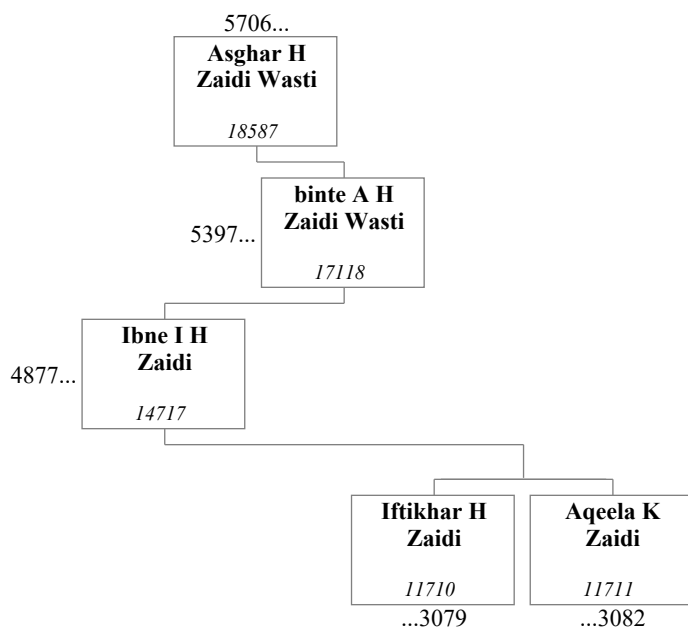 5706...
Asghar H
Zaidi Wasti
18587
binte A H
Zaidi Wasti
5397...
17118
Ibne I H
Zaidi
4877...
14717
Iftikhar H
Zaidi
11710
...3079
Aqeela K
Zaidi
11711
...3082